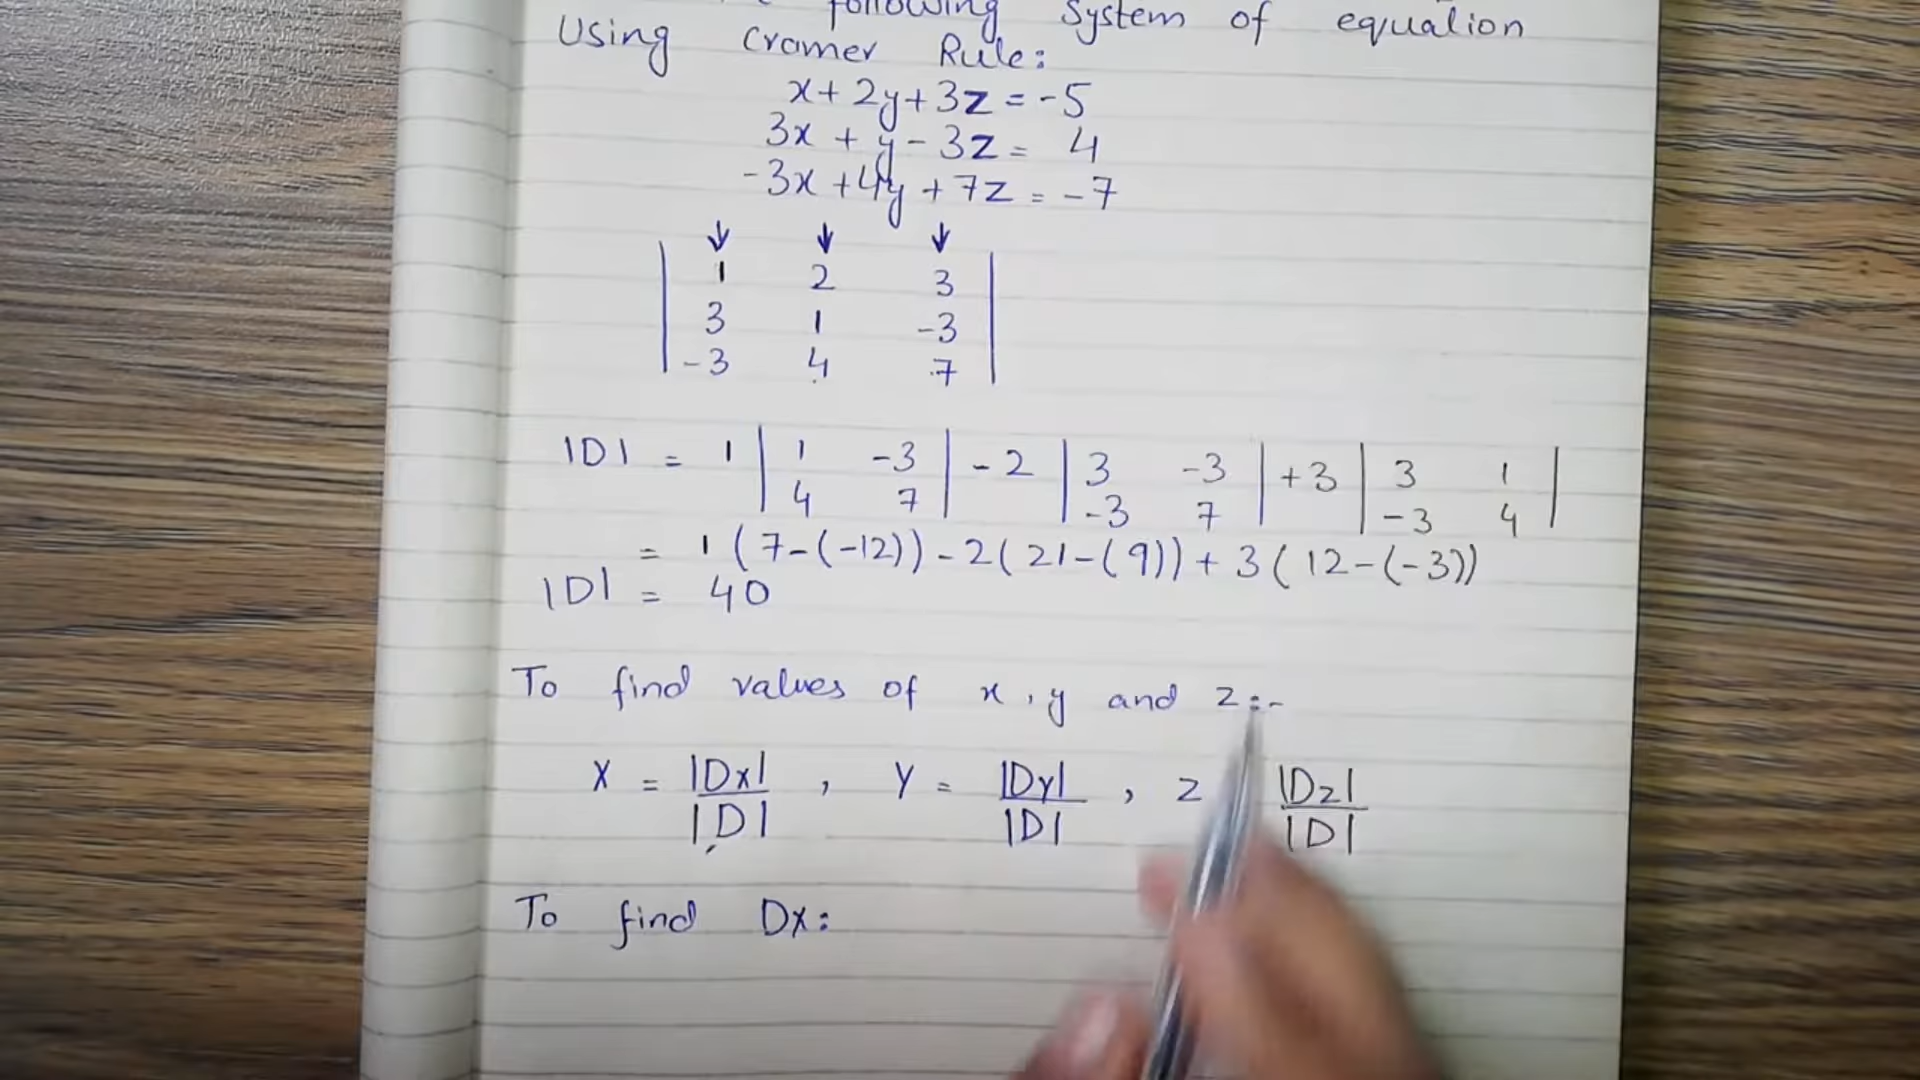 following system of equation
Using Cramer Rule:
x + 2y + 3z = -5
3x + y - 3z = 4
-3x + 4y + 7z = -7
↓ ↓ ↓
| 1 2 3 |
| 3 1 -3 |
| -3 4 7 |
|D| = 1 | 1 -3 | - 2 | 3 -3 | + 3 | 3 1 |
| 4 7 | | -3 7 | | -3 4 |
= 1 ( 7 - (-12)) - 2 ( 21 - (9)) + 3 ( 12 - (-3))
|D| = 40
To find values of x, y and z:-
X = |Dx| , Y = |Dy| , z |Dz|
|D| |D| |D|
To find Dx: